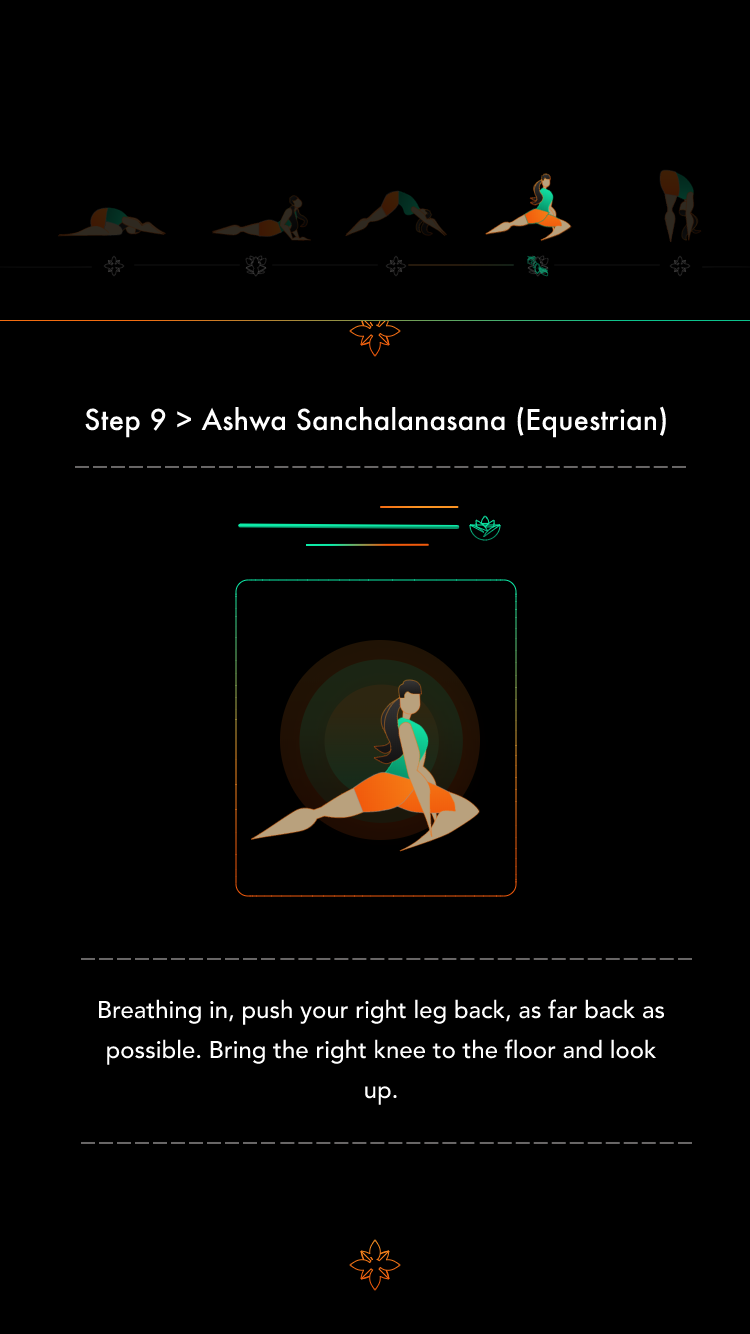 Step 9 > Ashwa Sanchalanasana (Equestrian)
Breathing in, push your right leg back, as far back as
possible. Bring the right knee to the floor and look
up.